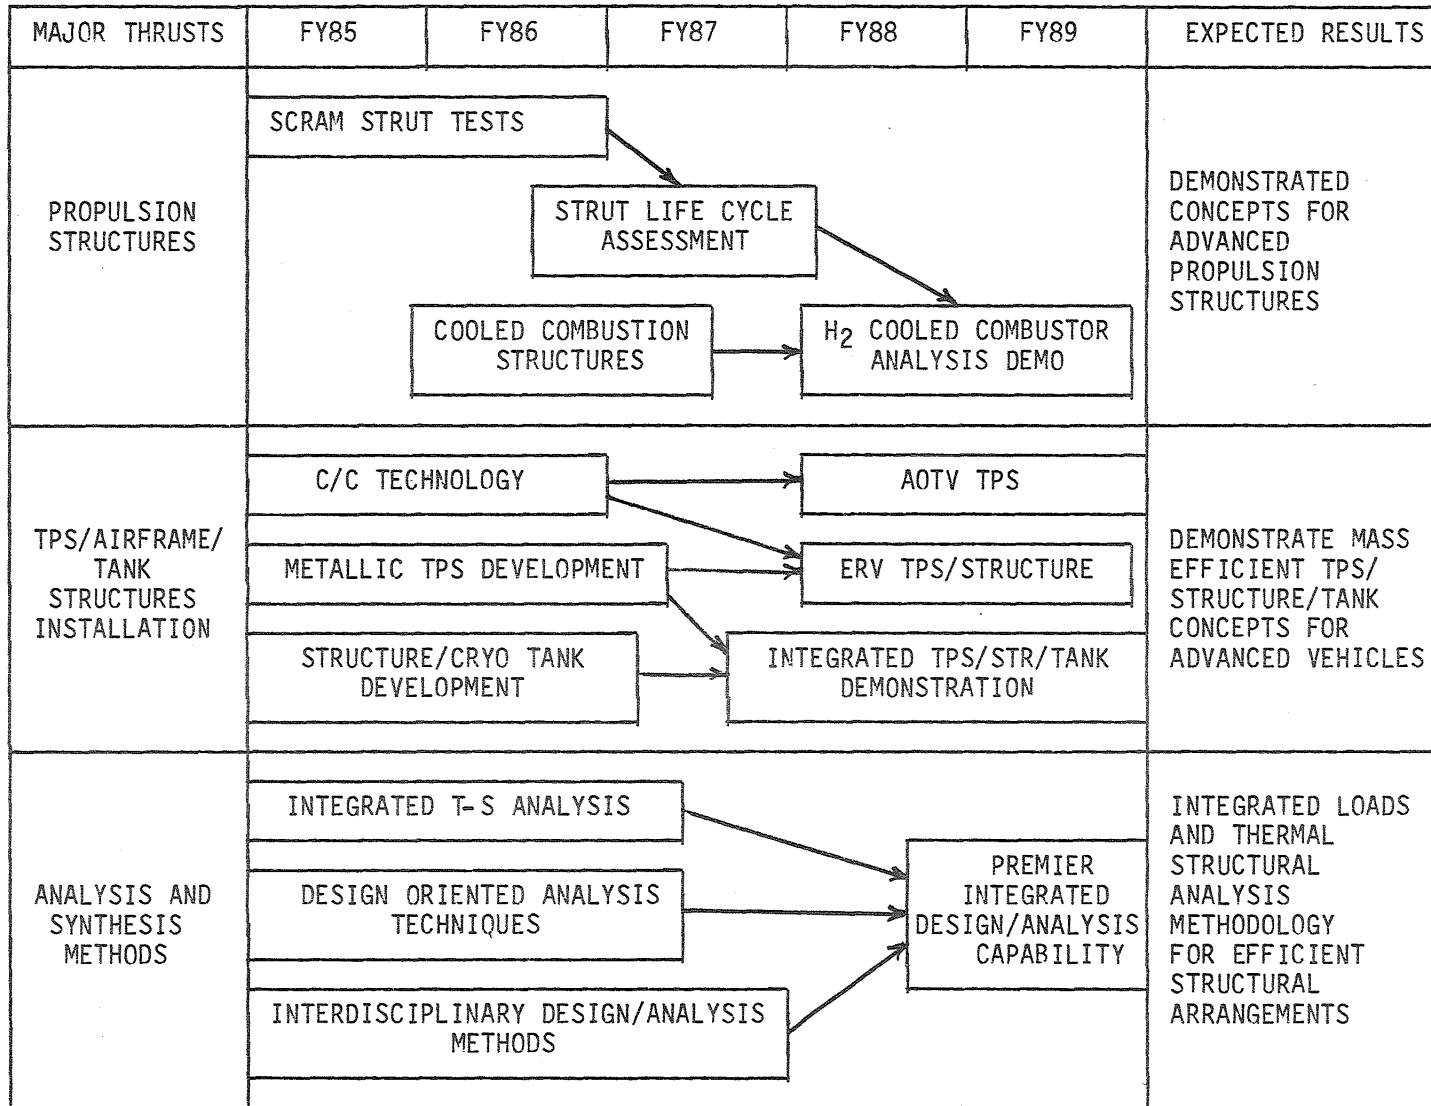 MAJOR THRUSTS
FY85
FY86
FY87
FY88
FY89
EXPECTED RESULTS
PROPULSION
STRUCTURES
SCRAM STRUT TESTS
STRUT LIFE CYCLE
ASSESSMENT
COOLED COMBUSTION
STRUCTURES
H2 COOLED COMBUSTOR
ANALYSIS DEMO
DEMONSTRATED
CONCEPTS FOR
ADVANCED
PROPULSION
STRUCTURES
TPS/AIRFRAME/
TANK
STRUCTURES
INSTALLATION
C/C TECHNOLOGY
AOTV TPS
METALLIC TPS DEVELOPMENT
ERV TPS/STRUCTURE
STRUCTURE/CRYO TANK
DEVELOPMENT
INTEGRATED TPS/STR/TANK
DEMONSTRATION
DEMONSTRATE MASS
EFFICIENT TPS/
STRUCTURE/TANK
CONCEPTS FOR
ADVANCED VEHICLES
ANALYSIS AND
SYNTHESIS
METHODS
INTEGRATED T-S ANALYSIS
DESIGN ORIENTED ANALYSIS
TECHNIQUES
INTERDISCIPLINARY DESIGN/ANALYSIS
METHODS
PREMIER
INTEGRATED
DESIGN/ANALYSIS
CAPABILITY
INTEGRATED LOADS
AND THERMAL
STRUCTURAL
ANALYSIS
METHODOLOGY
FOR EFFICIENT
STRUCTURAL
ARRANGEMENTS